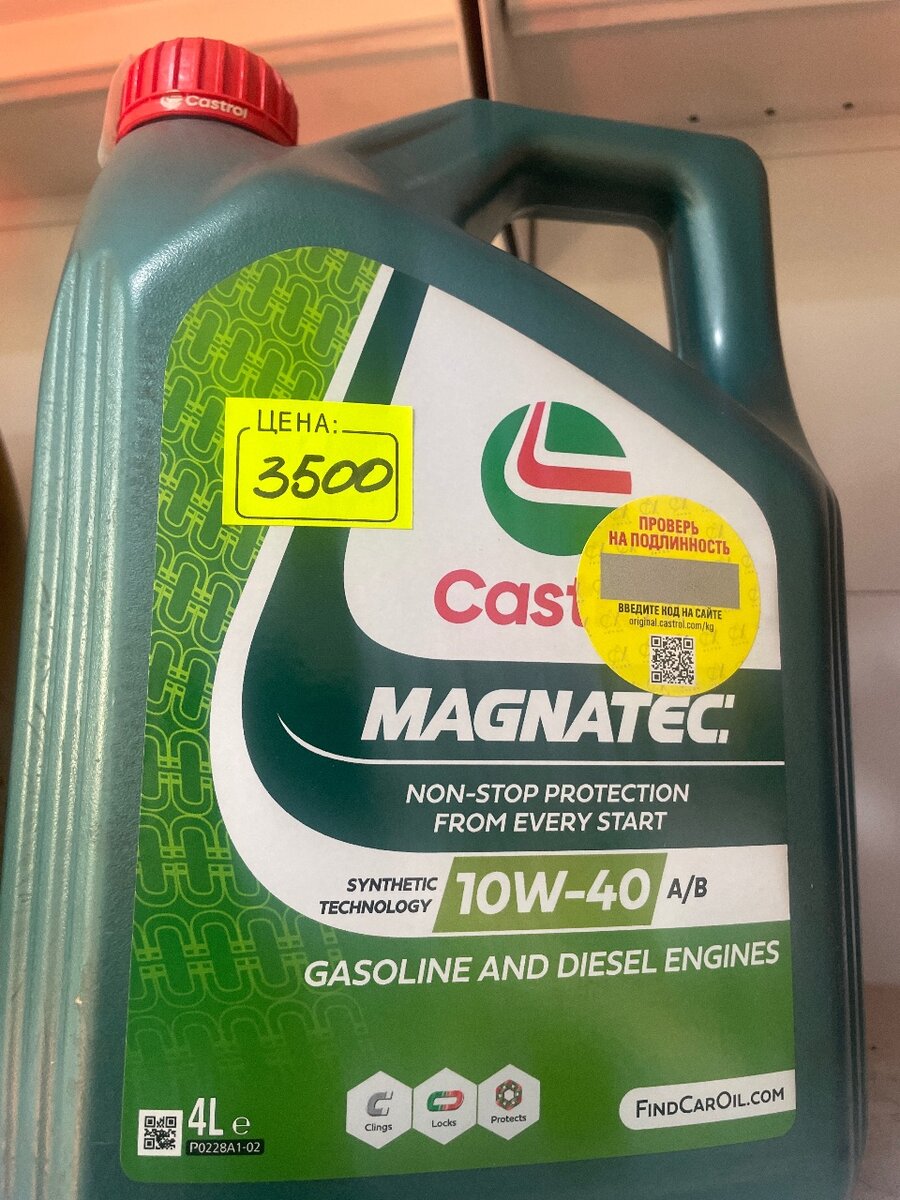 Castrol
ЦЕНА:
3500
ПРОВЕРЬ
НА ПОДЛИННОСТЬ
ВВЕДИТЕ КОД НА САЙТЕ
original.castrol.com/kg
Cast
MAGNATEC
NON-STOP PROTECTION
FROM EVERY START
SYNTHETIC
TECHNOLOGY
10W-40 A/B
GASOLINE AND DIESEL ENGINES
4L e
P0228A1-02
Clings
Locks
Protects
FINDCAROIL.COM